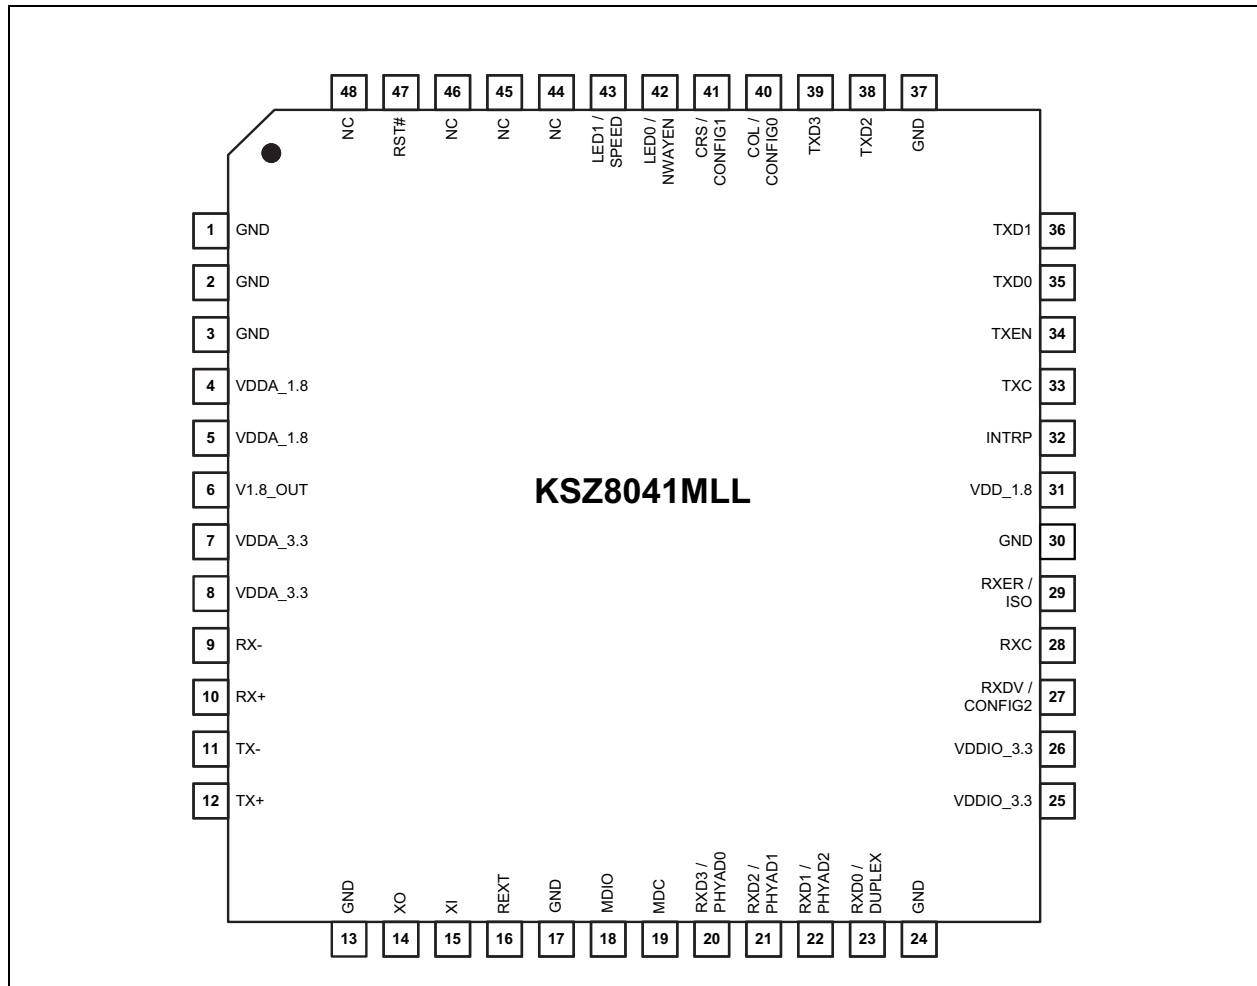 48 47 46 45 44 43 42 41 40 39 38 37
NC
RST#
NC
NC
NC
LED1 /
SPEED
LED0 /
NWAYEN
CRS /
CONFIG1
COL /
CONFIG0
TXD3
TXD2
GND
1 GND
2 GND
3 GND
4 VDDA_1.8
5 VDDA_1.8
6 V1.8_OUT
7 VDDA_3.3
8 VDDA_3.3
9 RX-
10 RX+
11 TX-
12 TX+
KSZ8041MLL
TXD1 36
TXD0 35
TXEN 34
TXC 33
INTRP 32
VDD_1.8 31
GND 30
RXER /
ISO 29
RXC 28
RXDV /
CONFIG2 27
VDDIO_3.3 26
VDDIO_3.3 25
GND
XO
XI
REXT
GND
MDIO
MDC
RXD3 /
PHYAD0
RXD2 /
PHYAD1
RXD1 /
PHYAD2
RXD0 /
DUPLEX
GND
13 14 15 16 17 18 19 20 21 22 23 24